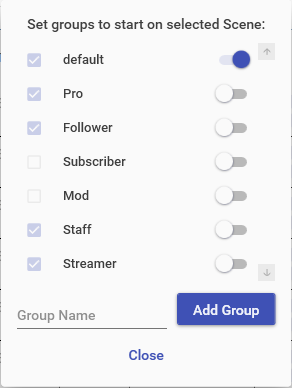 Set groups to start on selected Scene:
default
Pro
Follower
Subscriber
Mod
Staff
Streamer
Group Name
Add Group
Close